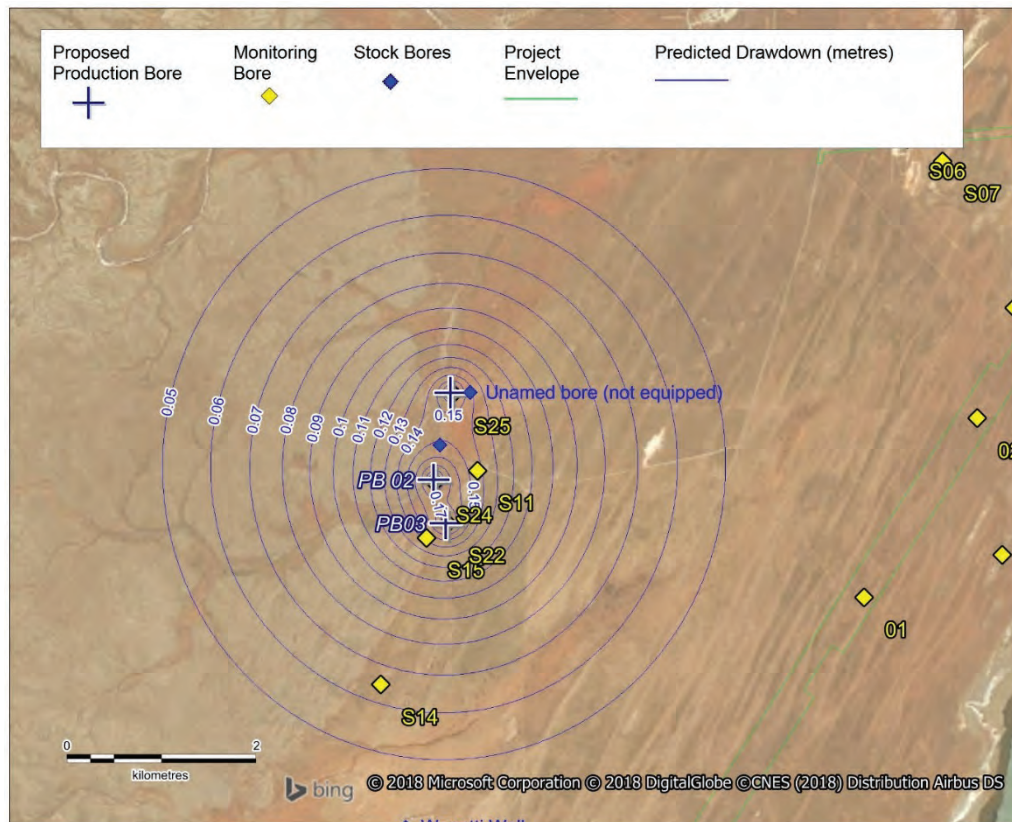 Proposed
Production Bore
Monitoring
Bore
Stock Bores
Project
Envelope
Predicted Drawdown (metres)
S06
S07
0.05
0.06
0.07
0.08
0.09
0.1
0.11
0.12
0.13
0.14
0.15
Unamed bore (not equipped)
S25
PB 02
0.17
S11
S24
PB03
S22
S15
01
S14
0
2
kilometres
bing
© 2018 Microsoft Corporation © 2018 DigitalGlobe ©CNES (2018) Distribution Airbus DS